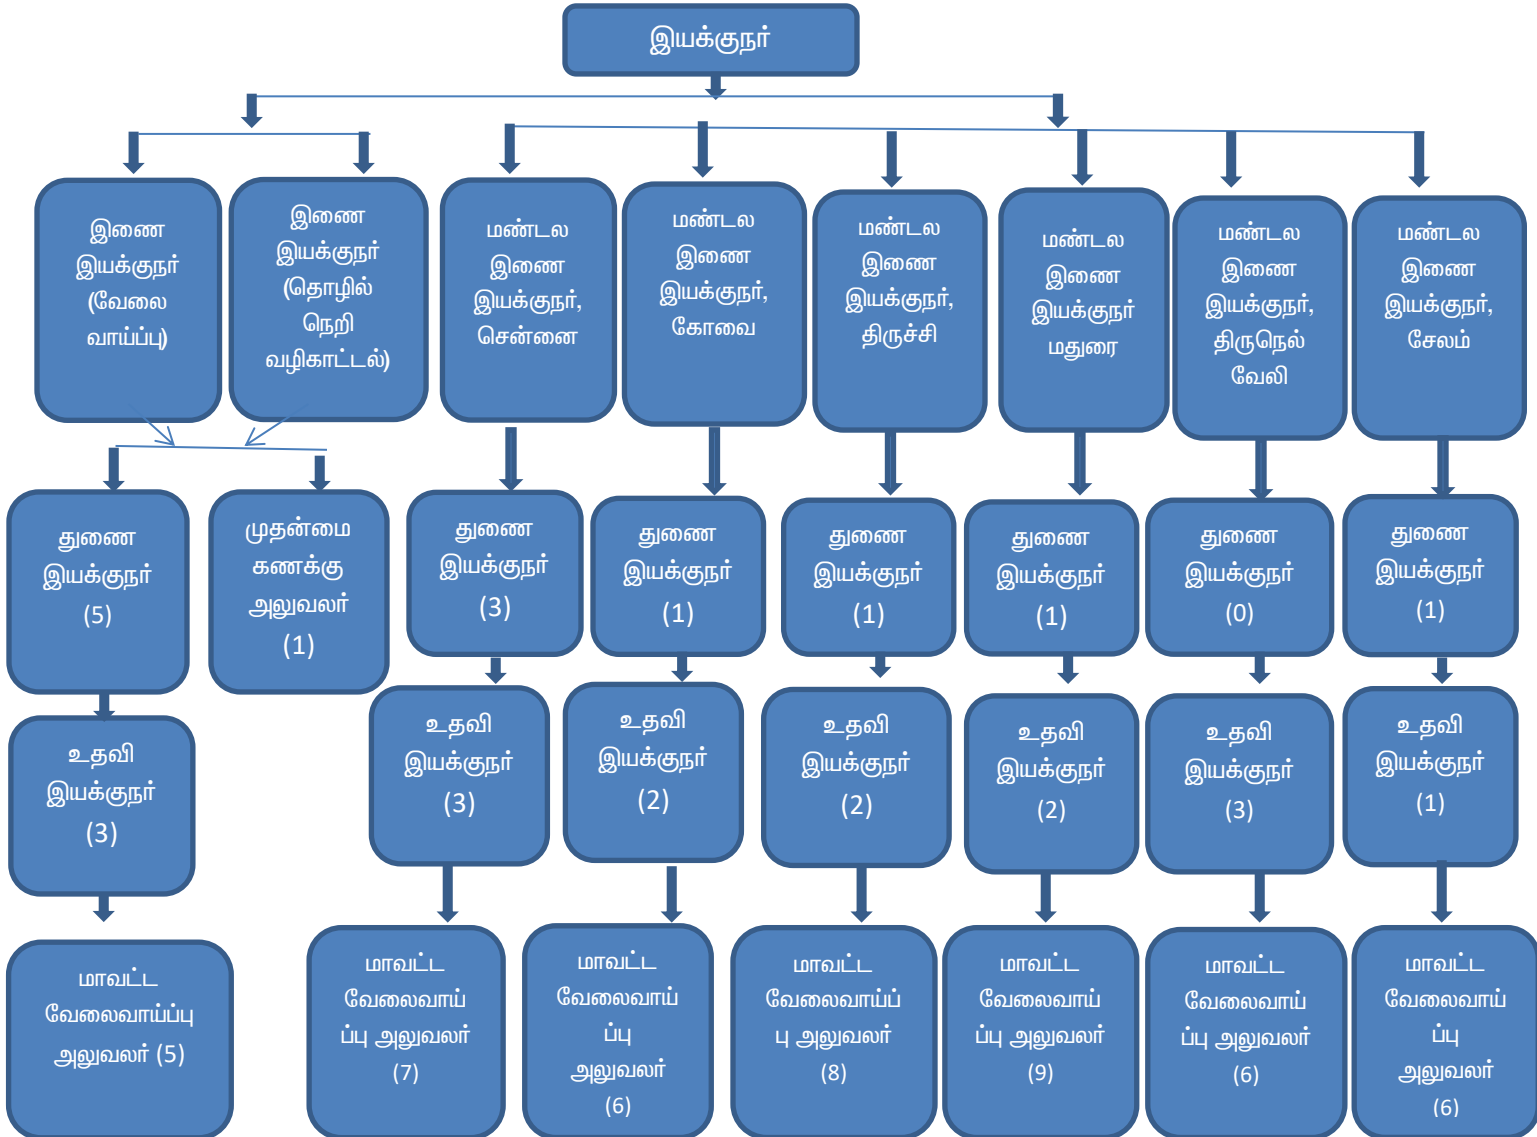 இயக்குநர்
இணை
இயக்குநர்
(வேலை
வாய்ப்பு)
இணை
இயக்குநர்
(தொழில்
நெறி
வழிகாட்டல்)
மண்டல
இணை
இயக்குநர்,
சென்னை
மண்டல
இணை
இயக்குநர்,
கோவை
மண்டல
இணை
இயக்குநர்,
திருச்சி
மண்டல
இணை
இயக்குநர்
மதுரை
மண்டல
இணை
இயக்குநர்,
திருநெல்
வேலி
மண்டல
இணை
இயக்குநர்,
சேலம்
துணை
இயக்குநர்
(5)
முதன்மை
கணக்கு
அலுவலர்
(1)
துணை
இயக்குநர்
(3)
துணை
இயக்குநர்
(1)
துணை
இயக்குநர்
(1)
துணை
இயக்குநர்
(1)
துணை
இயக்குநர்
(0)
துணை
இயக்குநர்
(1)
உதவி
இயக்குநர்
(3)
உதவி
இயக்குநர்
(3)
உதவி
இயக்குநர்
(2)
உதவி
இயக்குநர்
(2)
உதவி
இயக்குநர்
(2)
உதவி
இயக்குநர்
(3)
உதவி
இயக்குநர்
(1)
மாவட்ட
வேலைவாய்ப்பு
அலுவலர் (5)
மாவட்ட
வேலைவாய்
ப்பு அலுவலர்
(7)
மாவட்ட
வேலைவாய்
ப்பு
அலுவலர்
(6)
மாவட்ட
வேலைவாய்ப்
பு அலுவலர்
(8)
மாவட்ட
வேலைவாய்
ப்பு அலுவலர்
(9)
மாவட்ட
வேலைவாய்
ப்பு அலுவலர்
(6)
மாவட்ட
வேலைவாய்
ப்பு
அலுவலர்
(6)